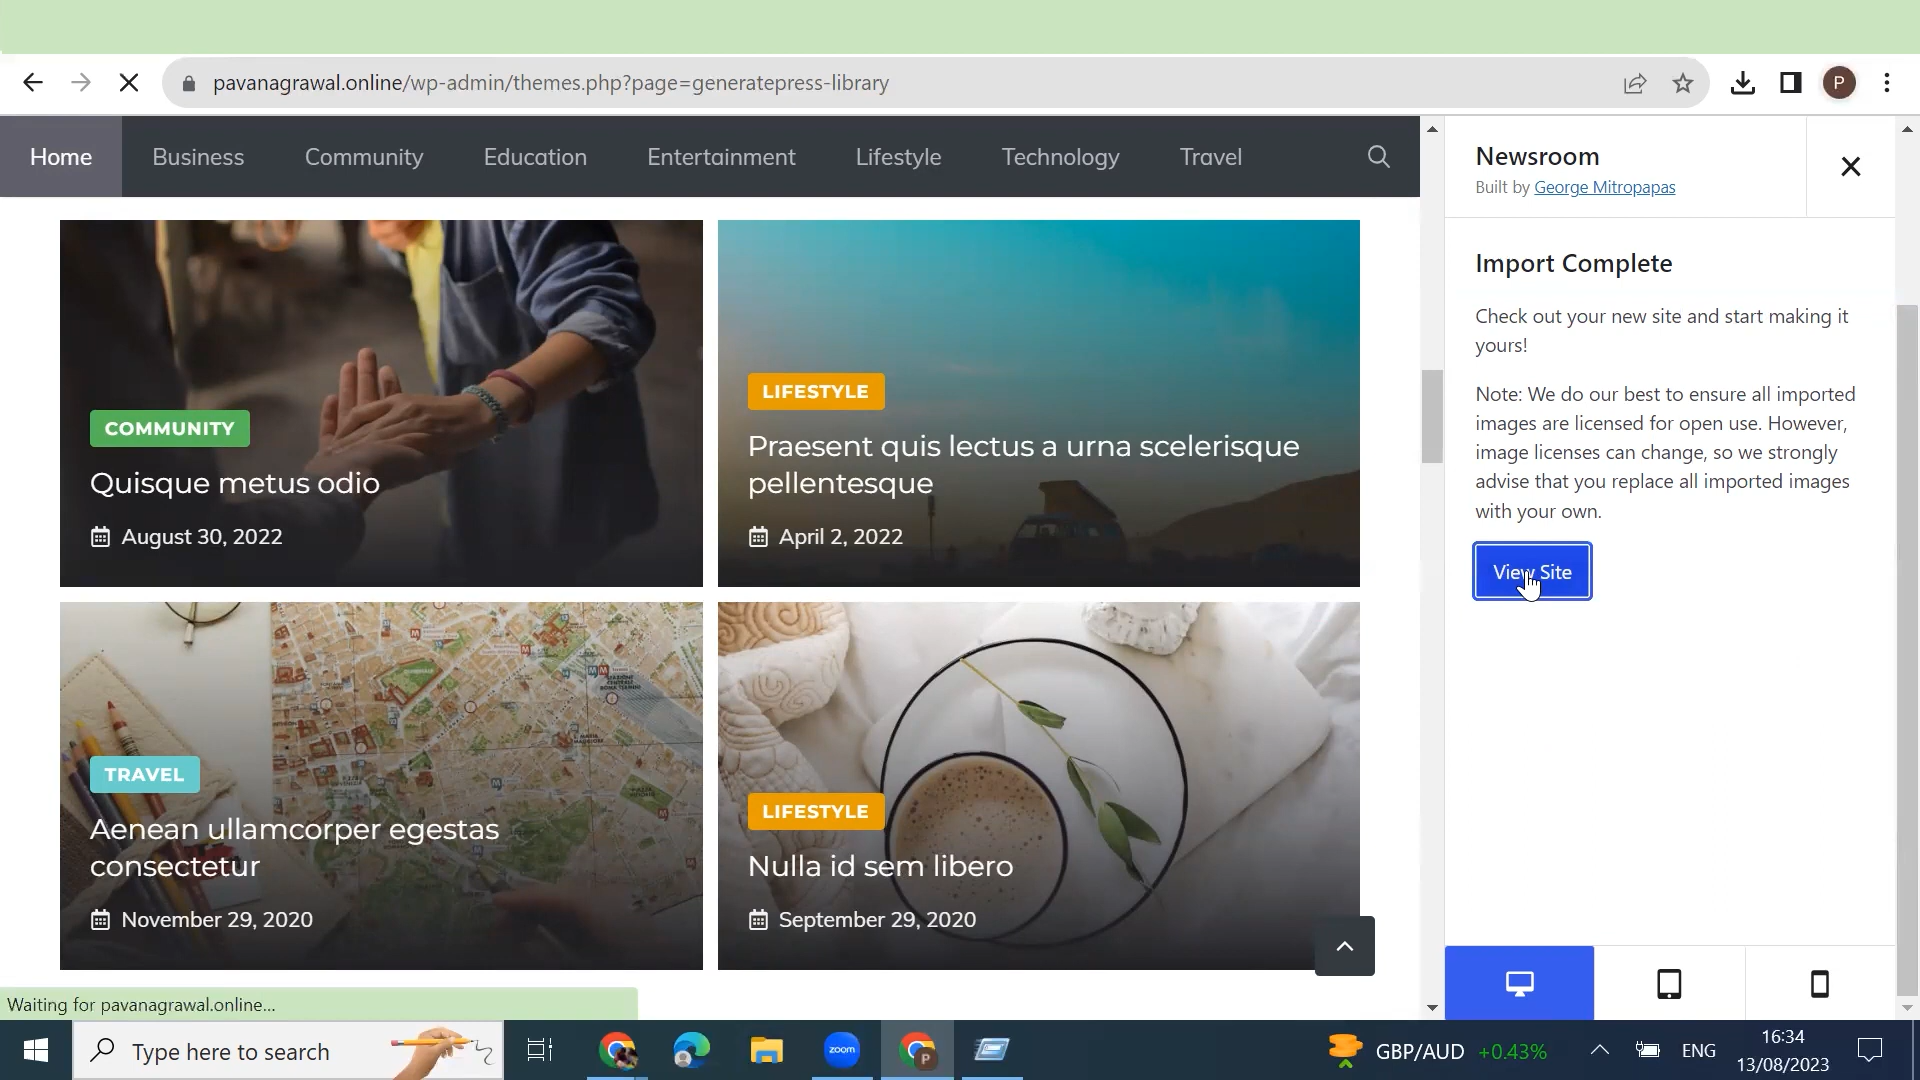 pavanagrawal.online/wp-admin/themes.php?page=generatepress-library
P
Home Business Community Education Entertainment Lifestyle Technology Travel
COMMUNITY
Quisque metus odio
August 30, 2022
LIFESTYLE
Praesent quis lectus a urna scelerisque
pellentesque
April 2, 2022
TRAVEL
Aenean ullamcorper egestas
consectetur
November 29, 2020
LIFESTYLE
Nulla id sem libero
September 29, 2020
Newsroom
Built by George Mitropapas
Import Complete
Check out your new site and start making it
yours!
Note: We do our best to ensure all imported
images are licensed for open use. However,
image licenses can change, so we strongly
advise that you replace all imported images
with your own.
View Site
Waiting for pavanagrawal.online...
Type here to search
zoom
P
GBP/AUD +0.43%
ENG
16:34
13/08/2023